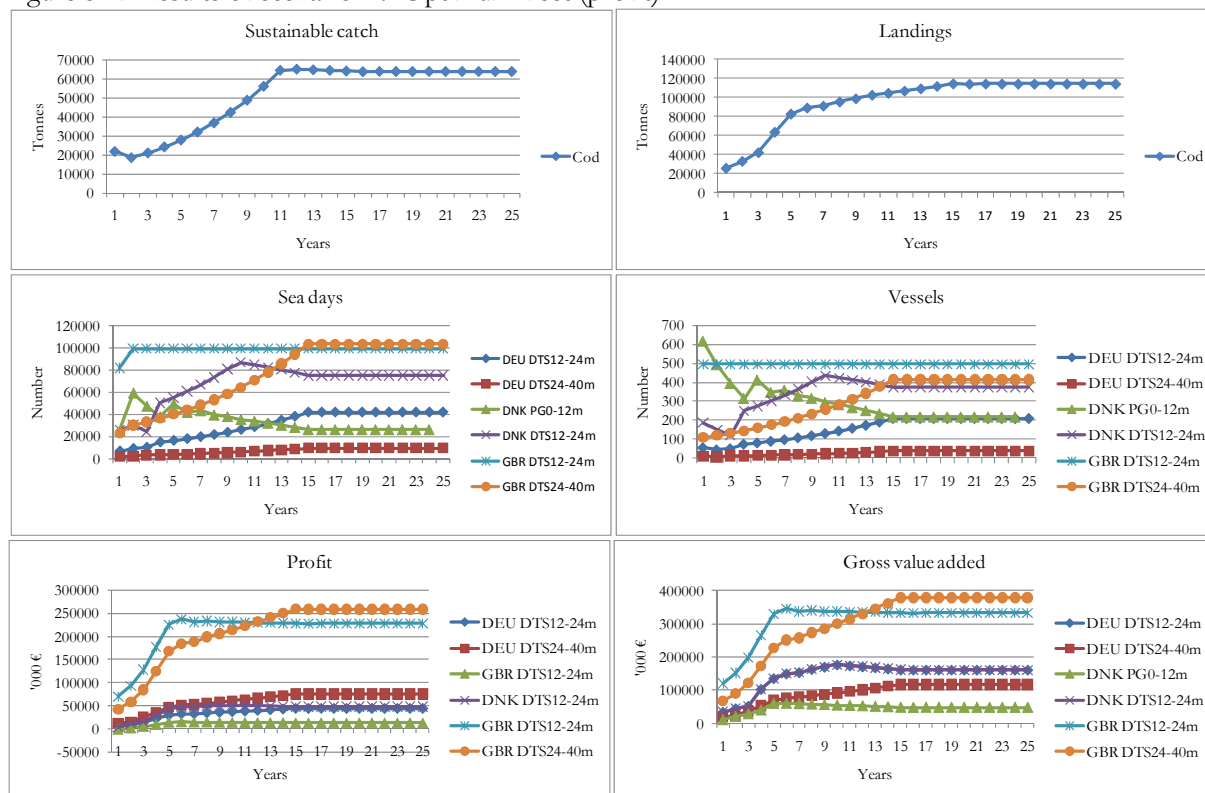 Sustainable catch
70000
60000
50000
40000
30000
20000
10000
0
Tonnes
1 3 5 7 9 11 13 15 17 19 21 23 25
Years
Cod
Landings
140000
120000
100000
80000
60000
40000
20000
0
Tonnes
1 3 5 7 9 11 13 15 17 19 21 23 25
Years
Cod
Sea days
120000
100000
80000
60000
40000
20000
0
Number
1 3 5 7 9 11 13 15 17 19 21 23 25
Years
DEU DTS12-24m
DEU DTS24-40m
DNK PG0-12m
DNK DTS12-24m
GBR DTS12-24m
GBR DTS24-40m
Vessels
700
600
500
400
300
200
100
0
Number
1 3 5 7 9 11 13 15 17 19 21 23 25
Years
DEU DTS12-24m
DEU DTS24-40m
DNK PG0-12m
DNK DTS12-24m
GBR DTS12-24m
GBR DTS24-40m
Profit
300000
250000
200000
150000
100000
50000
0
-50000
'000 €
1 3 5 7 9 11 13 15 17 19 21 23 25
Years
DEU DTS12-24m
DEU DTS24-40m
GBR DTS12-24m
DNK DTS12-24m
GBR DTS12-24m
GBR DTS24-40m
Gross value added
400000
300000
200000
100000
0
'000 €
1 3 5 7 9 11 13 15 17 19 21 23 25
Years
DEU DTS12-24m
DEU DTS24-40m
DNK PG0-12m
DNK DTS12-24m
GBR DTS12-24m
GBR DTS24-40m